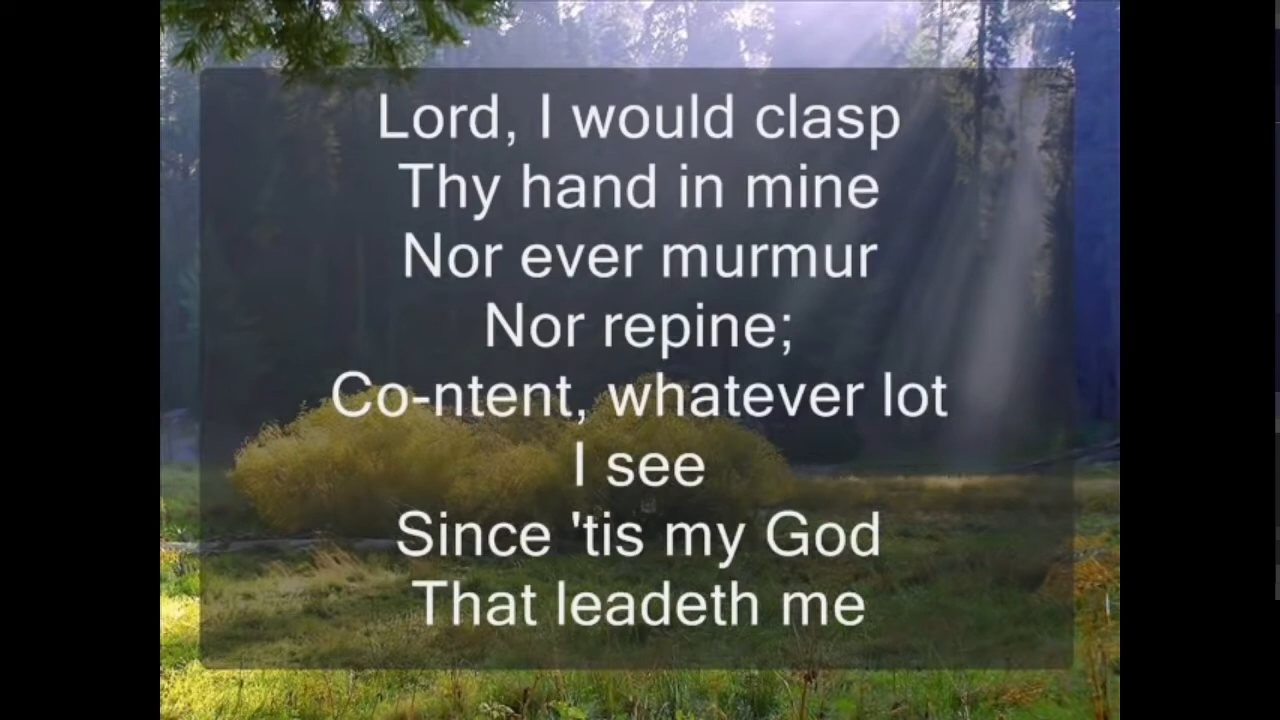 Lord, I would clasp
Thy hand in mine
Nor ever murmur
Nor repine;
Co-ntent, whatever lot
I see
Since 'tis my God
That leadeth me